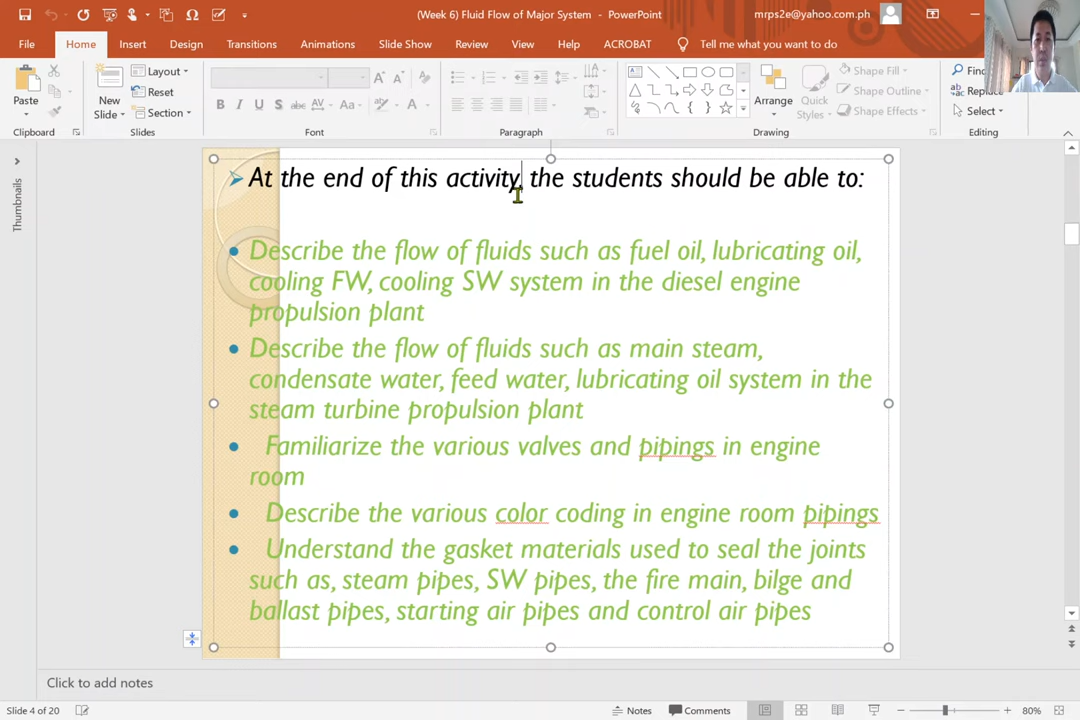 (Week 6) Fluid Flow of Major System - PowerPoint
mrps2e@yahoo.com.ph
File Home Insert Design Transitions Animations Slide Show Review View Help ACROBAT Tell me what you want to do
Paste
Clipboard
New
Slide
Layout
Reset
Section
Slides
B I U S abc AV Aa A
Font
Paragraph
Arrange
Quick
Styles
Shape Fill
Shape Outline
Shape Effects
Drawing
Replace
Select
Editing
Thumbnails
At the end of this activity, the students should be able to:
Describe the flow of fluids such as fuel oil, lubricating oil,
cooling FW, cooling SW system in the diesel engine
propulsion plant
Describe the flow of fluids such as main steam,
condensate water, feed water, lubricating oil system in the
steam turbine propulsion plant
Familiarize the various valves and pipings in engine
room
Describe the various color coding in engine room pipings
Understand the gasket materials used to seal the joints
such as, steam pipes, SW pipes, the fire main, bilge and
ballast pipes, starting air pipes and control air pipes
Click to add notes
Slide 4 of 20
Notes Comments 80%